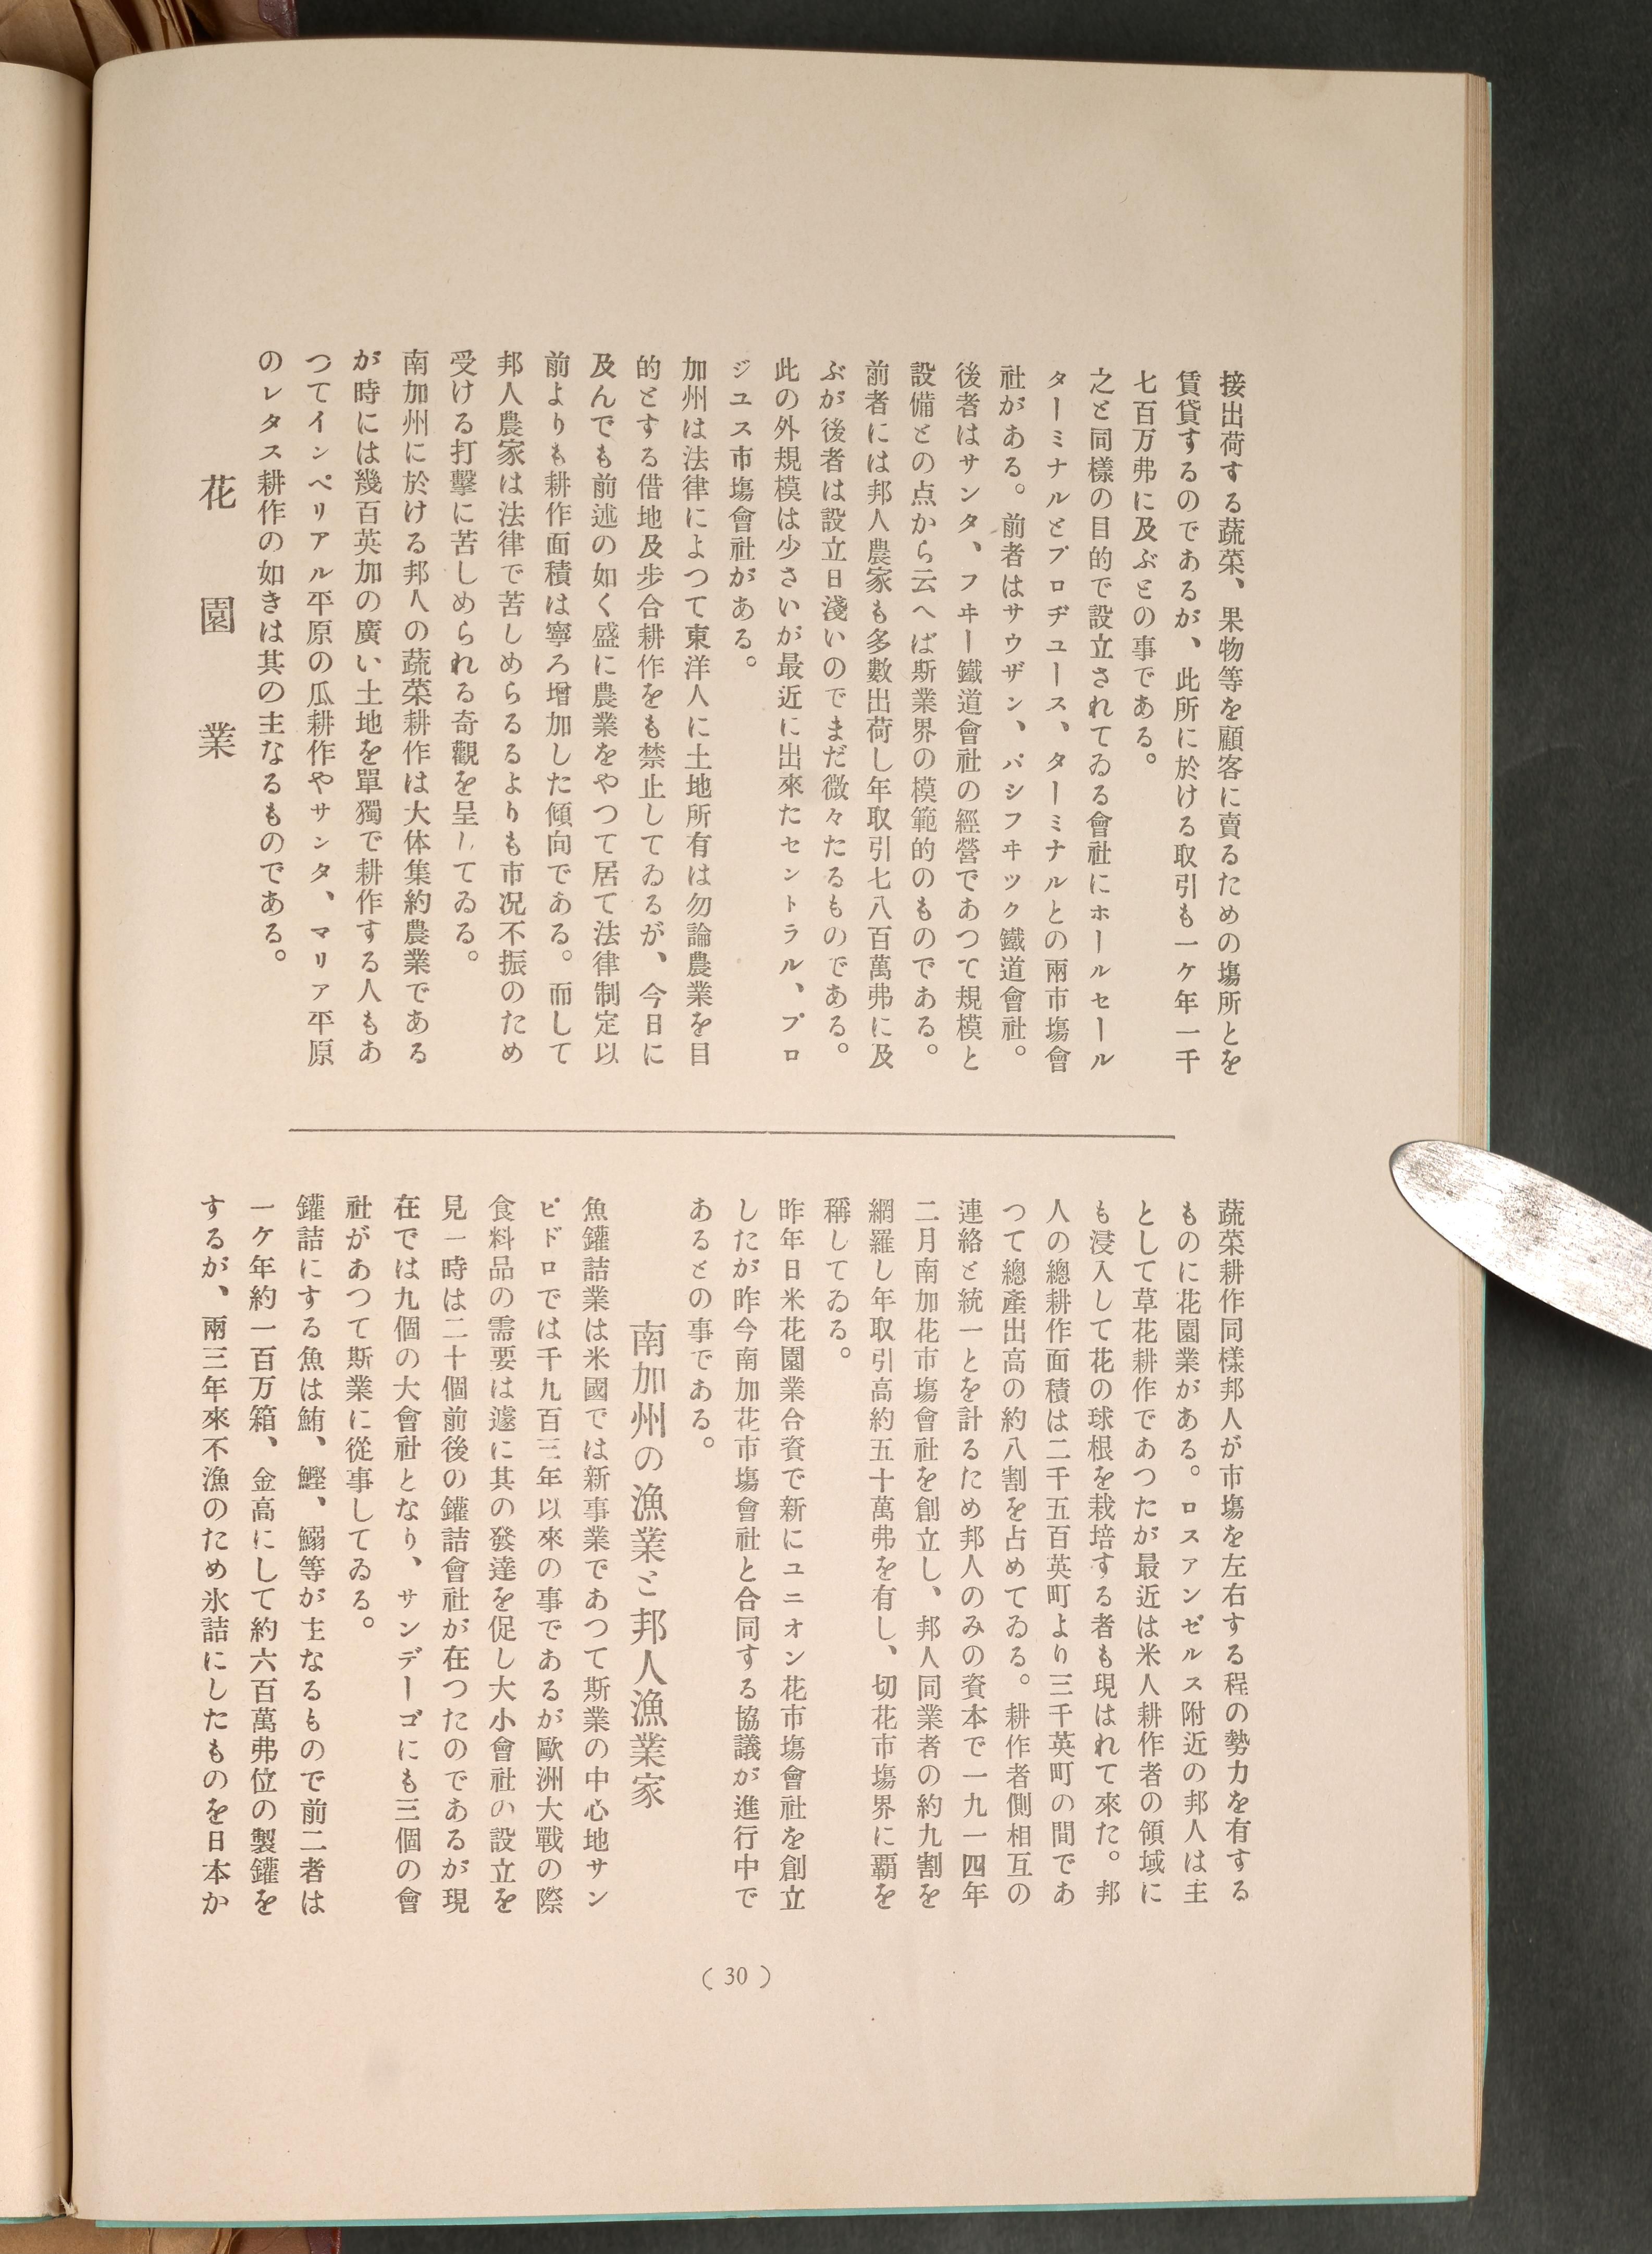 接出荷する蔬菜、果物等を顧客に賣るための塲所とを
賃貸するのであるが、此所に於ける取引も一ケ年一千
七百万弗に及ぶとの事である。
之と同樣の目的で設立されてゐる會社にホールセール
ターミナルとプロヂユース、ターミナルとの兩市塲會
社がある。前者はサウザン、パシフヰツク鐵道會社。
後者はサンタ、フヰー鐵道會社の經營であつて規模と
設備との点から云へば斯業界の模範的のものである。
前者には邦人農家も多數出荷し年取引七八百萬弗に及
ぶが後者は設立日淺いのでまだ微々たるものである。
此の外規模は少さいが最近に出來たセントラル、プロ
ジユス市塲會社がある。
加州は法律によつて東洋人に土地所有は勿論農業を目
的とする借地及步合耕作をも禁止してゐるが、今日に
及んでも前述の如く盛に農業をやつて居て法律制定以
前よりも耕作面積は寧ろ增加した傾向である。而して
邦人農家は法律で苦しめらるるよりも市况不振のため
受ける打擊に苦しめられる奇觀を呈してゐる。
南加州に於ける邦人の蔬菜耕作は大体集約農業である
が時には幾百英加の廣い土地を單獨で耕作する人もあ
つてインペリアル平原の瓜耕作やサンタ、マリア平原
のレタス耕作の如きは其の主なるものである。
花園業
蔬菜耕作同樣邦人が市塲を左右する程の勢力を有する
ものに花園業がある。ロスアンゼルス附近の邦人は主
として草花耕作であつたが最近は米人耕作者の領域に
も浸入して花の球根を栽培する者も現はれて來た。邦
人の總耕作面積は二千五百英町より三千英町の間であ
つて總產出高の約八割を占めてゐる。耕作者側相互の
連絡と統一とを計るため邦人のみの資本で一九一四年
二月南加花市塲會社を創立し、邦人同業者の約九割を
網羅し年取引高約五十萬弗を有し、切花市塲界に覇を
稱してゐる。
昨年日米花園業合資で新にユニオン花市塲會社を創立
したが昨今南加花市塲會社と合同する協議が進行中で
あるとの事である。
南加州の漁業と邦人漁業家
魚鑵詰業は米國では新事業であつて斯業の中心地サン
ピドロでは千九百三年以來の事であるが歐洲大戰の際
食料品の需要は遽に其の發達を促し大小會社の設立を
見一時は二十個前後の鑵詰會社が在つたのであるが現
在では九個の大會社となり、サンデーゴにも三個の會
社があつて斯業に從事してゐる。
鑵詰にする魚は鮪、鰹、鰯等が主なるもので前二者は
一ケ年約一百万箱、金高にして約六百萬弗位の製鑵を
するが、兩三年來不漁のため氷詰にしたものを日本か
(30)